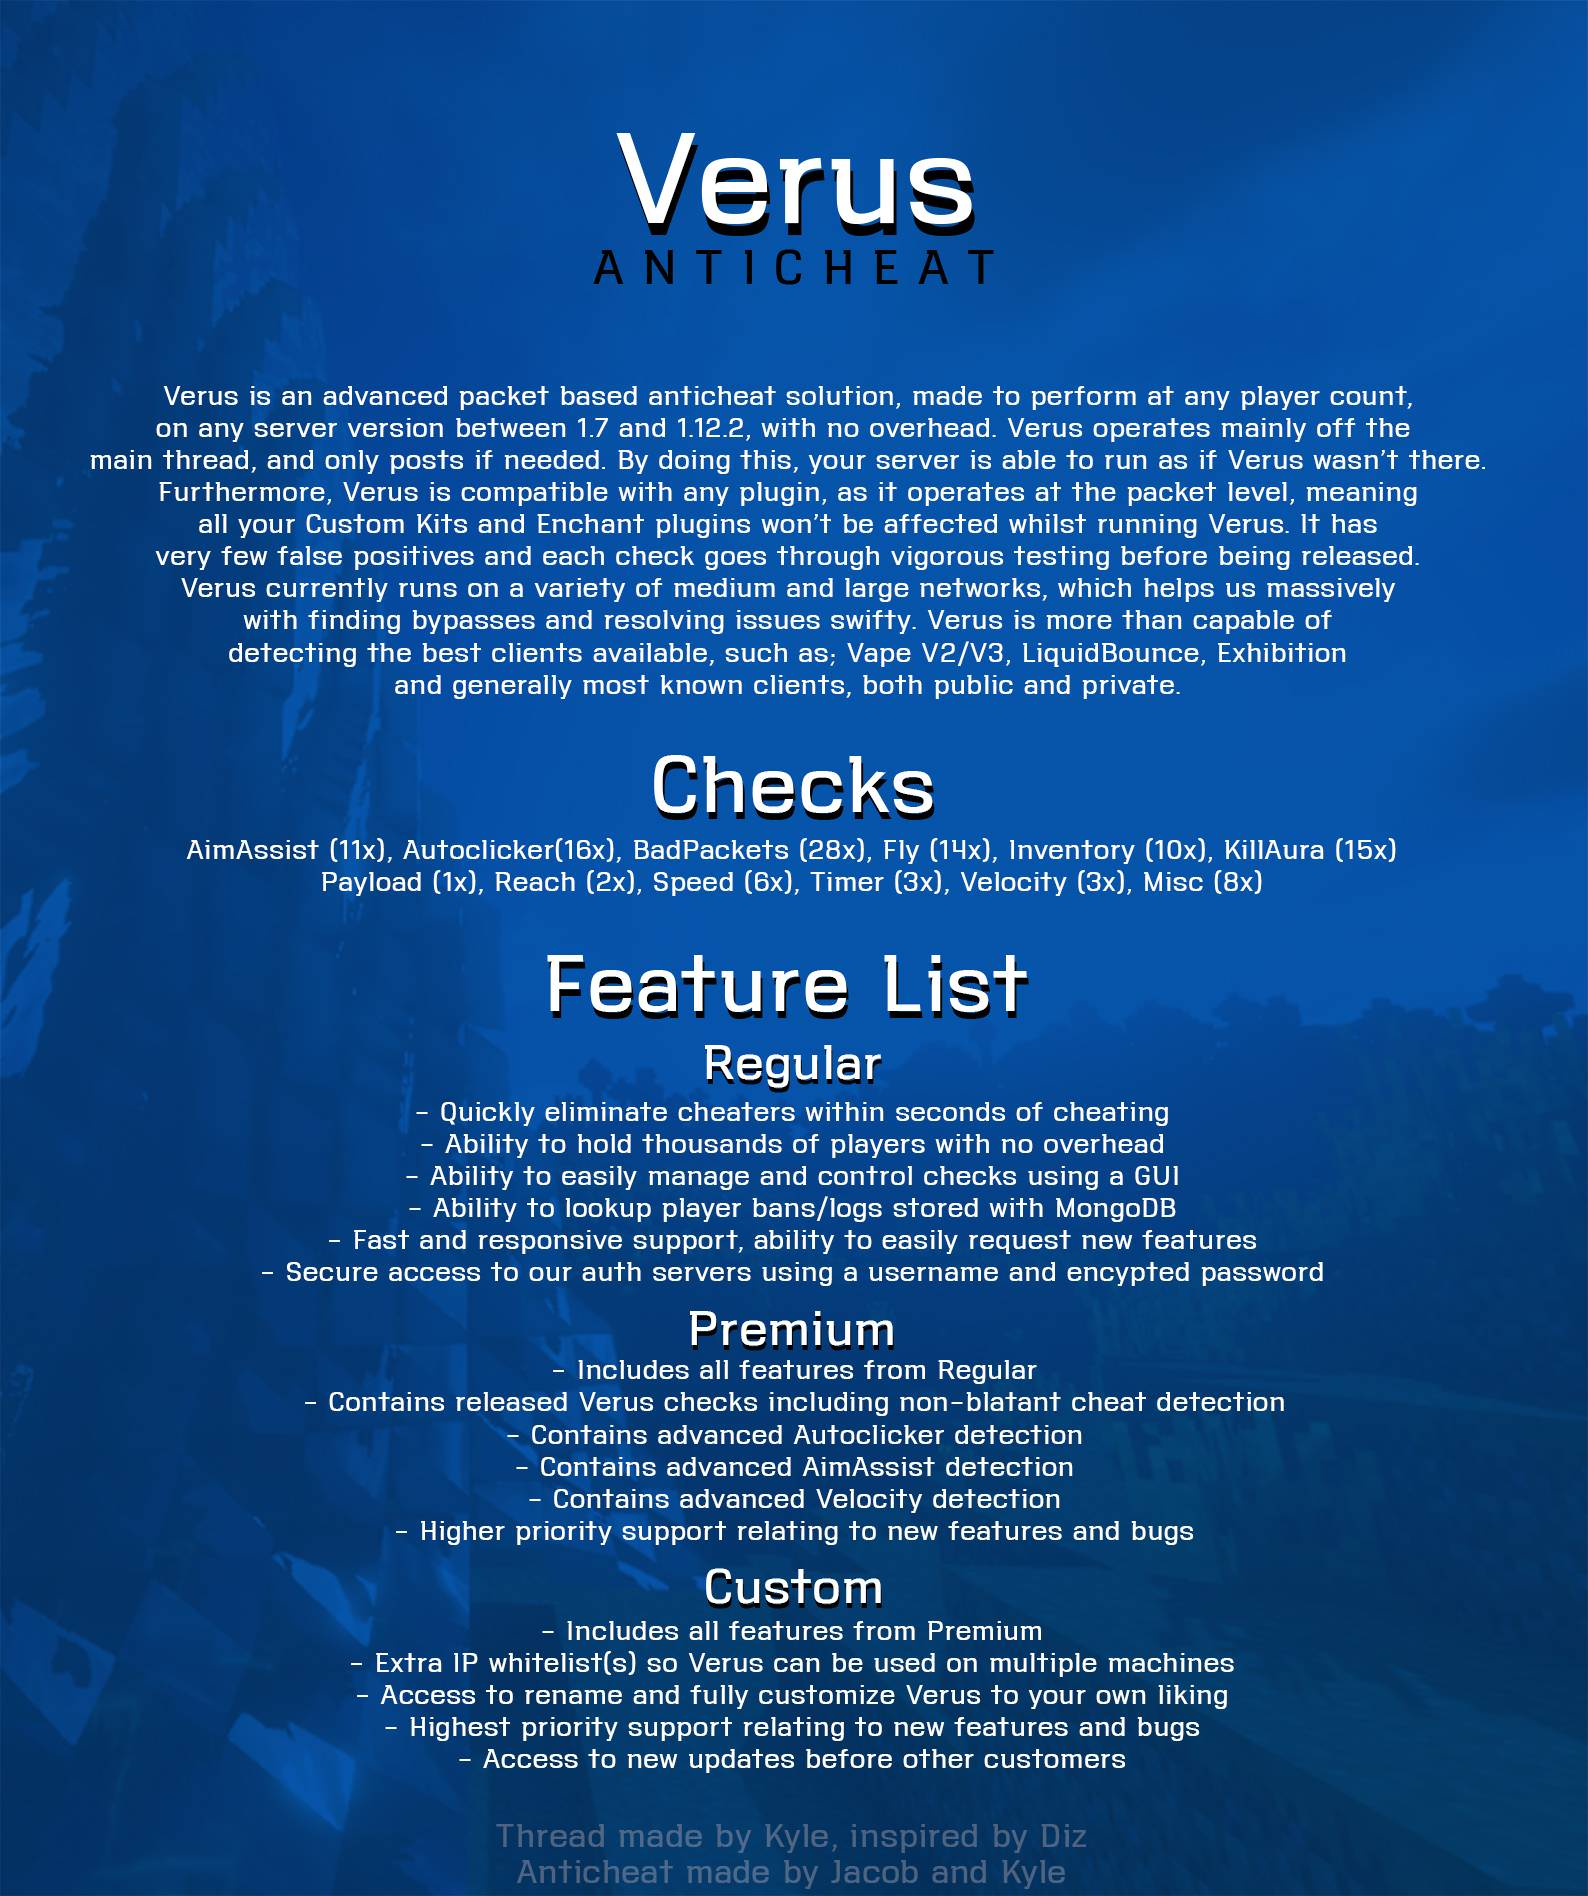 Verus
ANTICHEAT
Verus is an advanced packet based anticheat solution, made to perform at any player count,
on any server version between 1.7 and 1.12.2, with no overhead. Verus operates mainly off the
main thread, and only posts if needed. By doing this, your server is able to run as if Verus wasn't there.
Furthermore, Verus is compatible with any plugin, as it operates at the packet level, meaning
all your Custom Kits and Enchant plugins won't be affected whilst running Verus. It has
very few false positives and each check goes through vigorous testing before being released.
Verus currently runs on a variety of medium and large networks, which helps us massively
with finding bypasses and resolving issues swifty. Verus is more than capable of
detecting the best clients available, such as; Vape V2/V3, LiquidBounce, Exhibition
and generally most known clients, both public and private.
Checks
AimAssist (11x), Autoclicker(16x), BadPackets (28x), Fly (14x), Inventory (10x), KillAura (15x)
Payload (1x), Reach (2x), Speed (6x), Timer (3x), Velocity (3x), Misc (8x)
Feature List
Regular
- Quickly eliminate cheaters within seconds of cheating
- Ability to hold thousands of players with no overhead
- Ability to easily manage and control checks using a GUI
- Ability to lookup player bans/logs stored with MongoDB
- Fast and responsive support, ability to easily request new features
- Secure access to our auth servers using a username and encypted password
Premium
- Includes all features from Regular
- Contains released Verus checks including non-blatant cheat detection
- Contains advanced Autoclicker detection
- Contains advanced AimAssist detection
- Contains advanced Velocity detection
- Higher priority support relating to new features and bugs
Custom
- Includes all features from Premium
- Extra IP whitelist(s) so Verus can be used on multiple machines
- Access to rename and fully customize Verus to your own liking
- Highest priority support relating to new features and bugs
- Access to new updates before other customers
Thread made by Kyle, inspired by Diz
Anticheat made by Jacob and Kyle